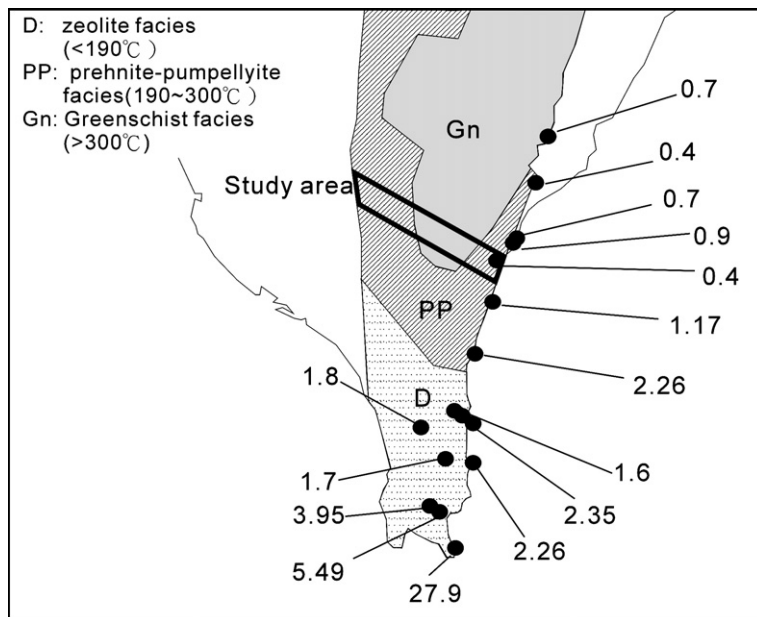 D: zeolite facies
(<190℃)
PP: prehnite-pumpellyite
facies(190~300℃)
Gn: Greenschist facies
(>300℃)
Gn
0.7
0.4
Study area
0.7
0.9
0.4
PP
1.17
2.26
1.8
D
1.6
1.7
2.35
3.95
2.26
5.49
27.9